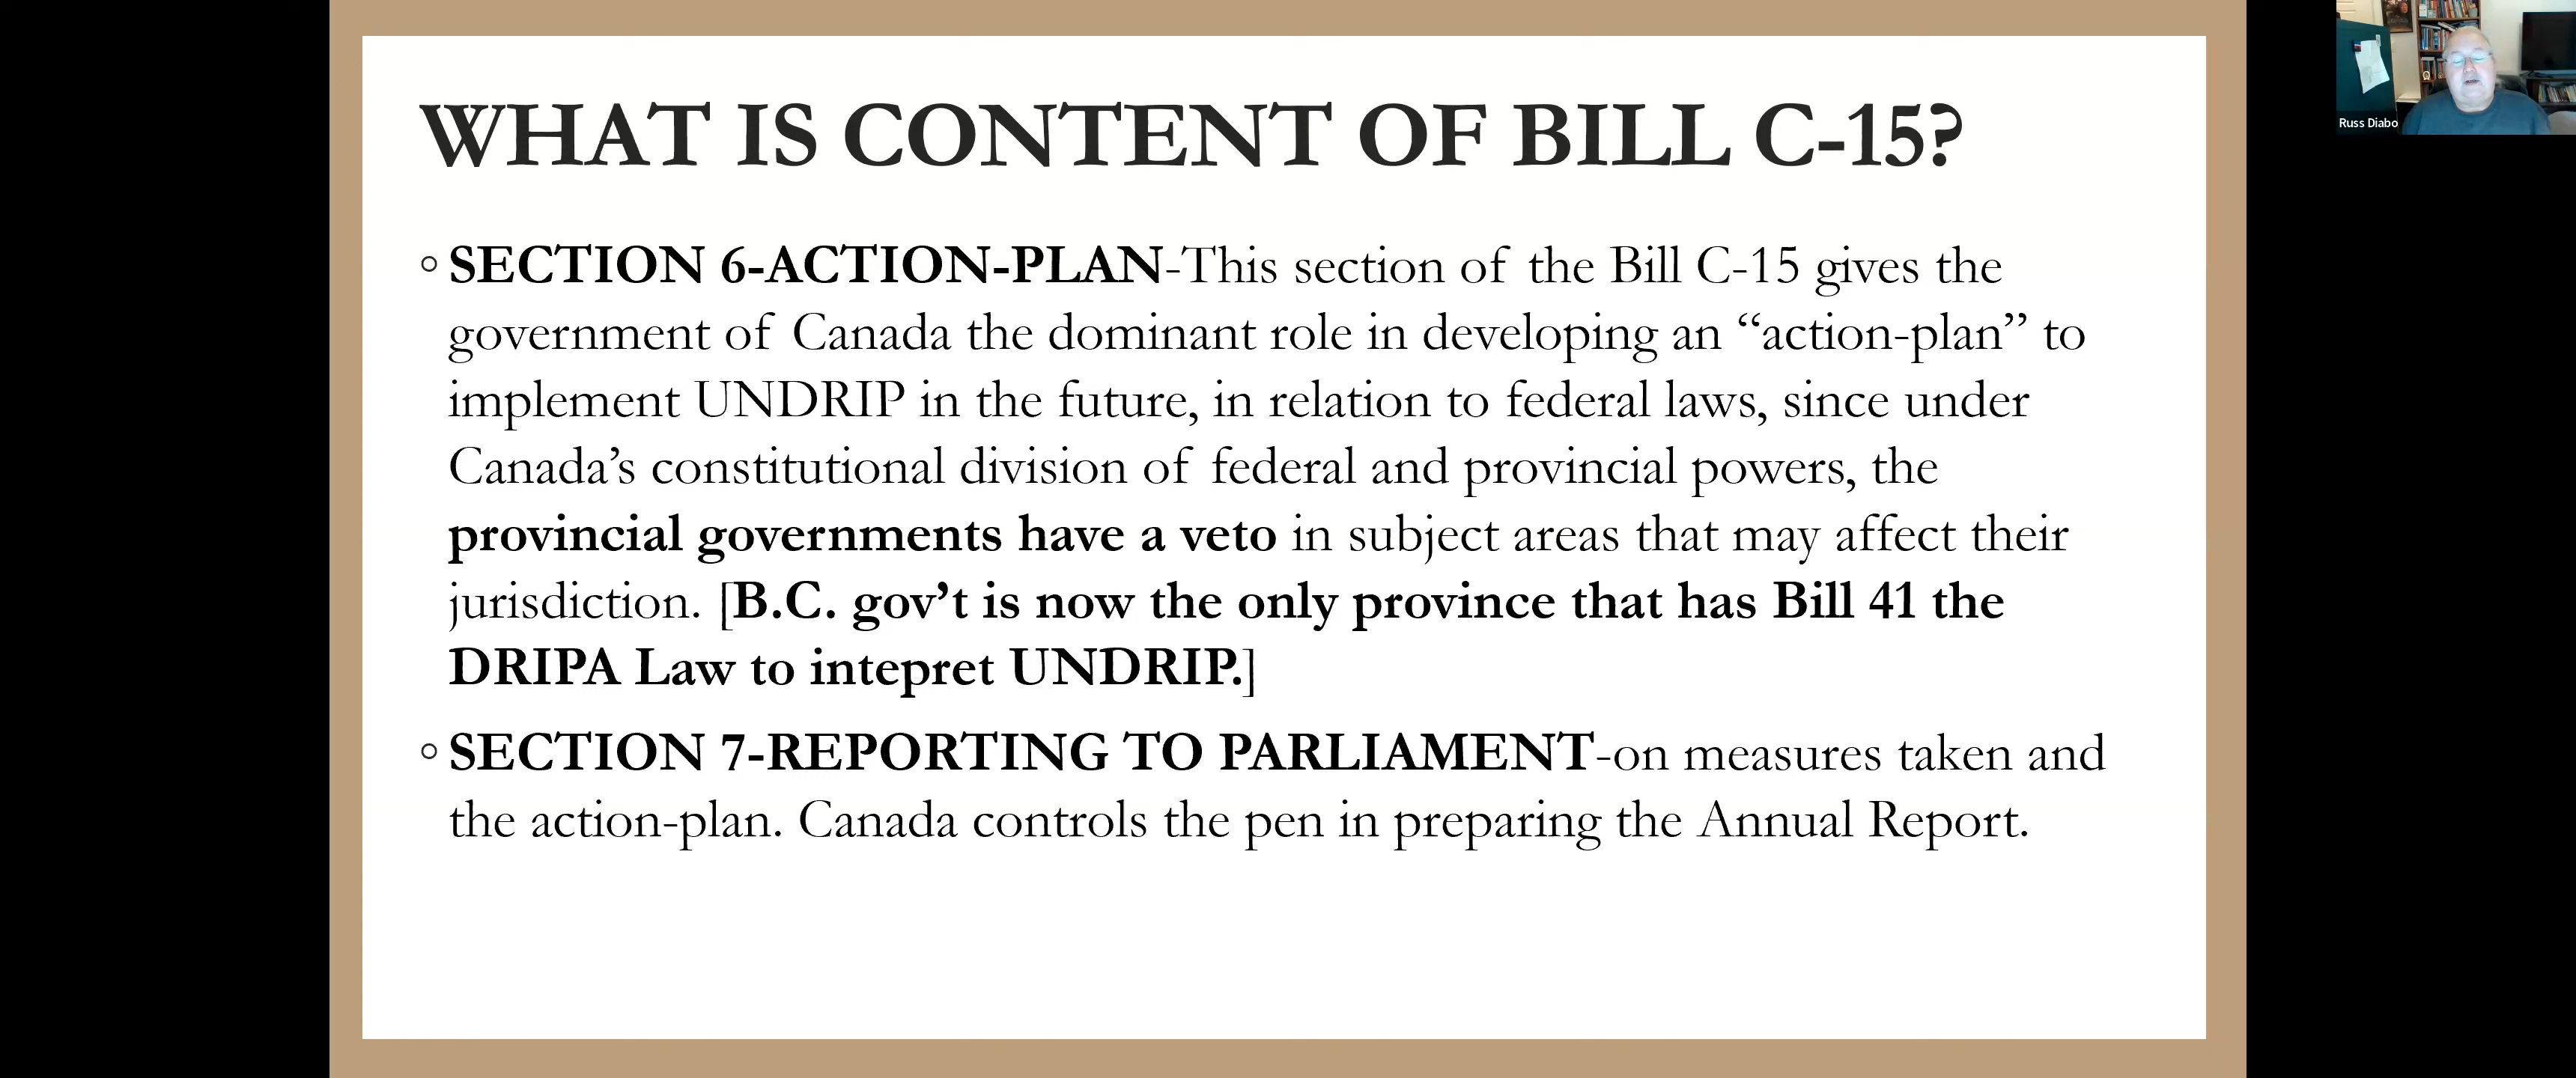 WHAT IS CONTENT OF BILL C-15?
◦ SECTION 6-ACTION-PLAN-This section of the Bill C-15 gives the
government of Canada the dominant role in developing an “action-plan” to
implement UNDRIP in the future, in relation to federal laws, since under
Canada’s constitutional division of federal and provincial powers, the
provincial governments have a veto in subject areas that may affect their
jurisdiction. [B.C. gov’t is now the only province that has Bill 41 the
DRIPA Law to intepret UNDRIP.]
◦ SECTION 7-REPORTING TO PARLIAMENT-on measures taken and
the action-plan. Canada controls the pen in preparing the Annual Report.
Russ Diabo